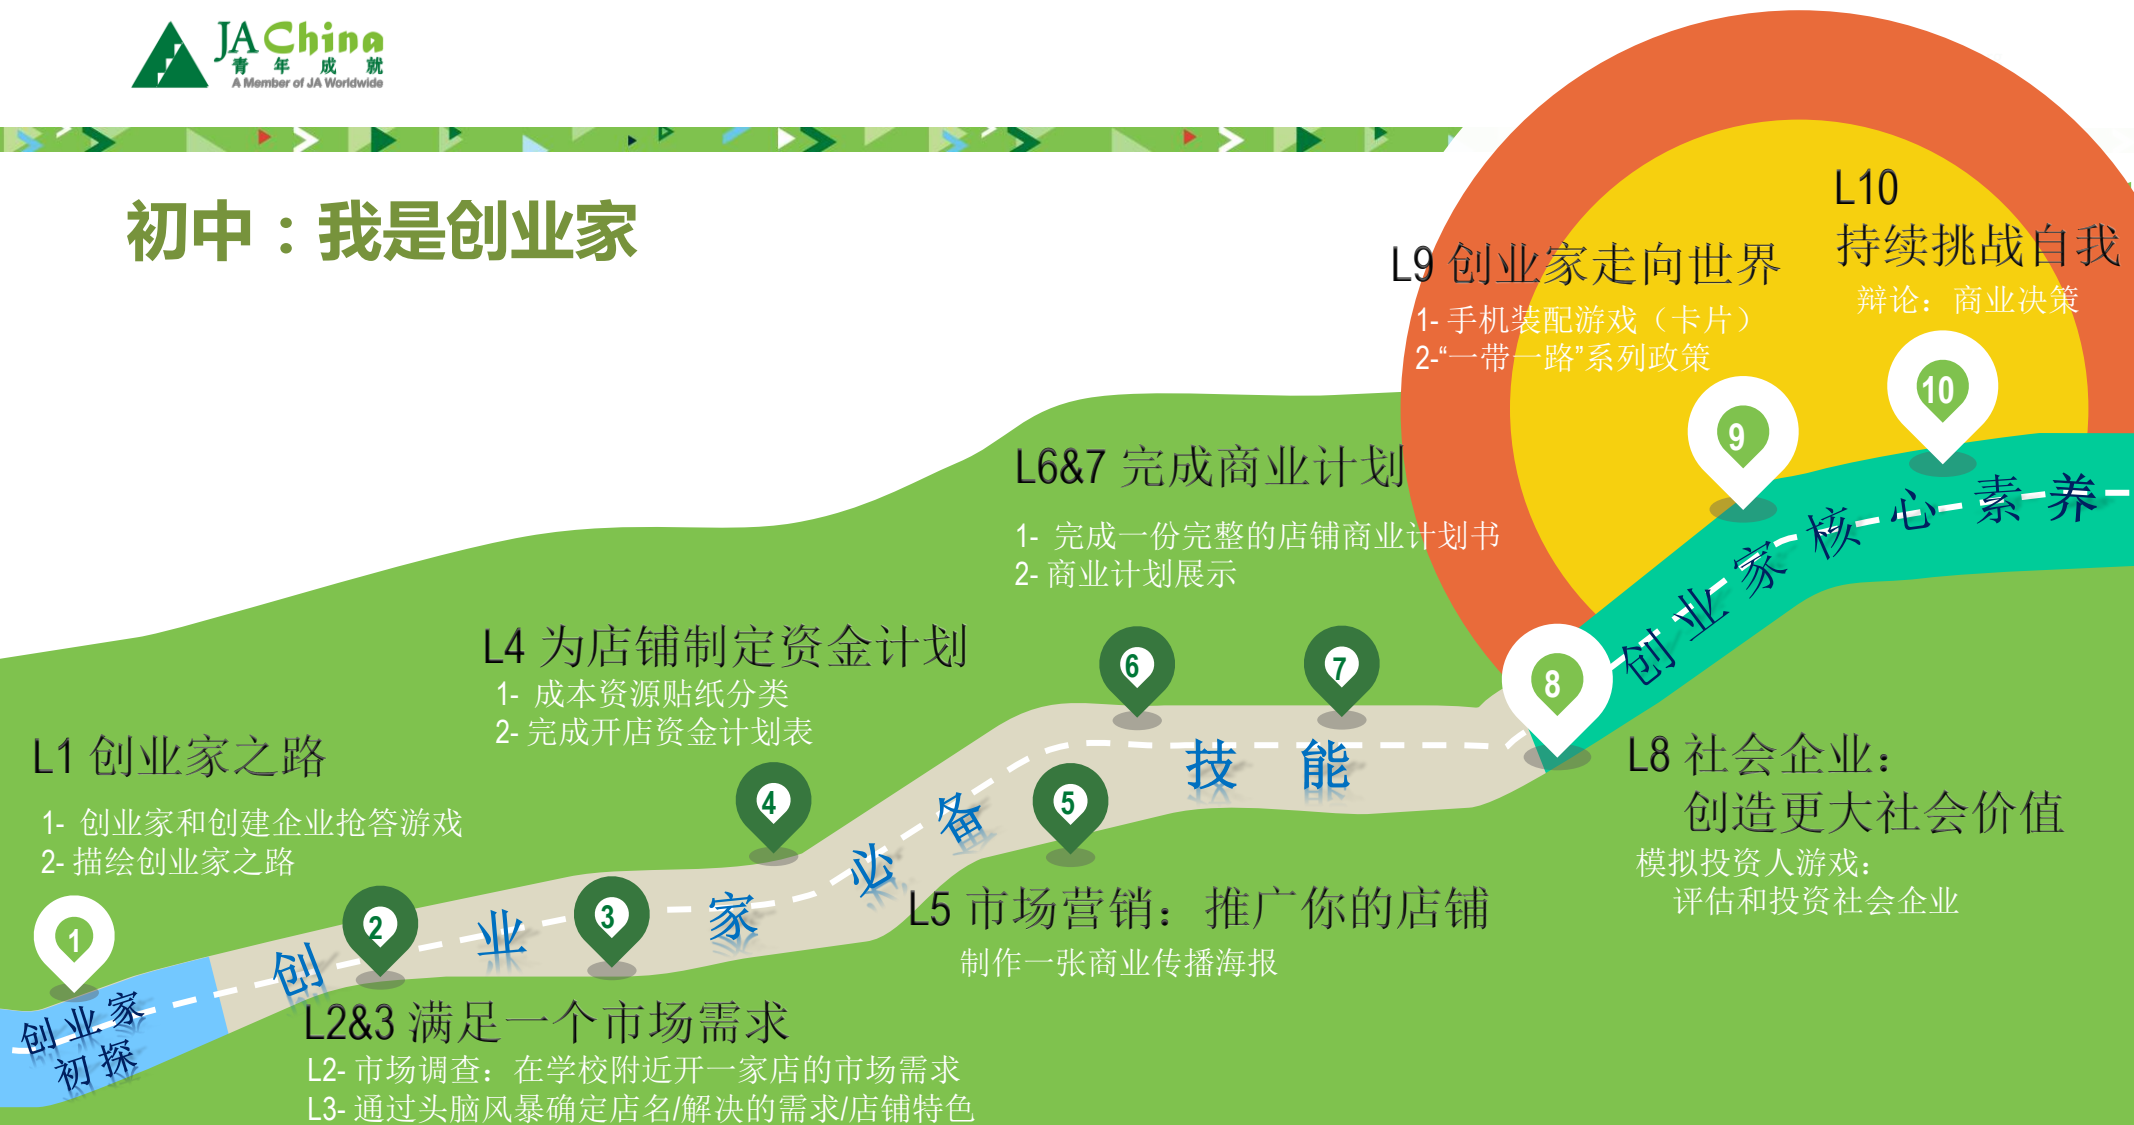 JA China
青年成就
A Member of JA Worldwide
初中：我是创业家
L1 创业家之路
1- 创业家和创建企业抢答游戏
2- 描绘创业家之路
1
创业家
初探
2
3
L2&3 满足一个市场需求
L2- 市场调查：在学校附近开一家店的市场需求
L3- 通过头脑风暴确定店名/解决的需求/店铺特色
L4 为店铺制定资金计划
1- 成本资源贴纸分类
2- 完成开店资金计划表
4
创业家必备技能
5
L5 市场营销：推广你的店铺
制作一张商业传播海报
L6&7 完成商业计划
1- 完成一份完整的店铺商业计划书
2- 商业计划展示
6
7
8
L8 社会企业：
创造更大社会价值
模拟投资人游戏：
评估和投资社会企业
创业家核心素养
L9 创业家走向世界
1- 手机装配游戏（卡片）
2-“一带一路”系列政策
9
L10
持续挑战自我
辩论：商业决策
10